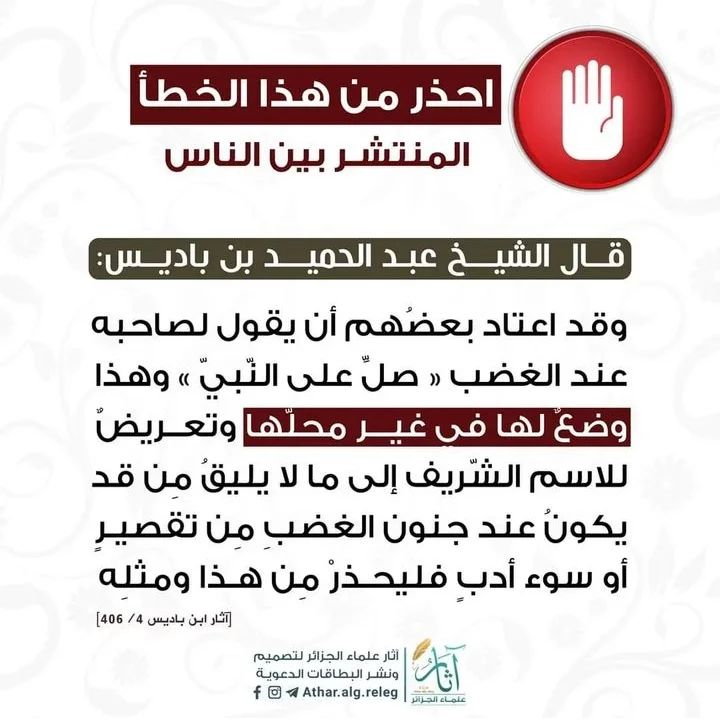 احذر من هذا الخطأ
المنتشر بين الناس
قال الشيخ عبد الحميد بن باديس:
وقد اعتاد بعضُهم أن يقول لصاحبه
عند الغضب « صلِّ على النّبيّ » وهذا
وضعٌ لها في غير محلّها وتعريضٌ
للاسم الشّريف إلى ما لا يليقُ مِن قد
يكونُ عند جنون الغضبِ مِن تقصيرٍ
أو سوء أدبٍ فليحذرْ مِن هذا ومثلِه
[آثار ابن باديس 4/ 406]
آثار علماء الجزائر لتصميم
ونشر البطاقات الدعوية
Athar.alg.releg
آثار
علماء الجزائر